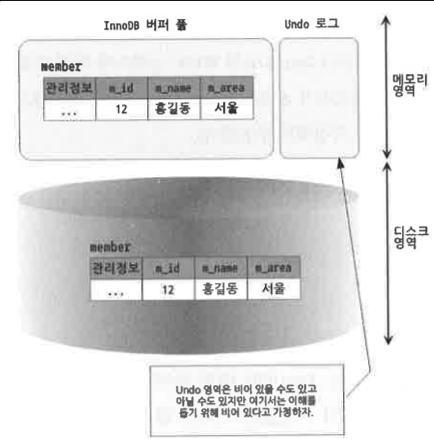 InnoDB 버퍼 풀
Undo 로그
member
관리정보 m_id m_name m_area
... 12 홍길동 서울
메모리
영역
member
관리정보 m_id m_name m_area
... 12 홍길동 서울
디스크
영역
Undo 영역은 비어 있을 수도 있고
아닐 수도 있지만 여기서는 이해를
돕기 위해 비어 있다고 가정하자.